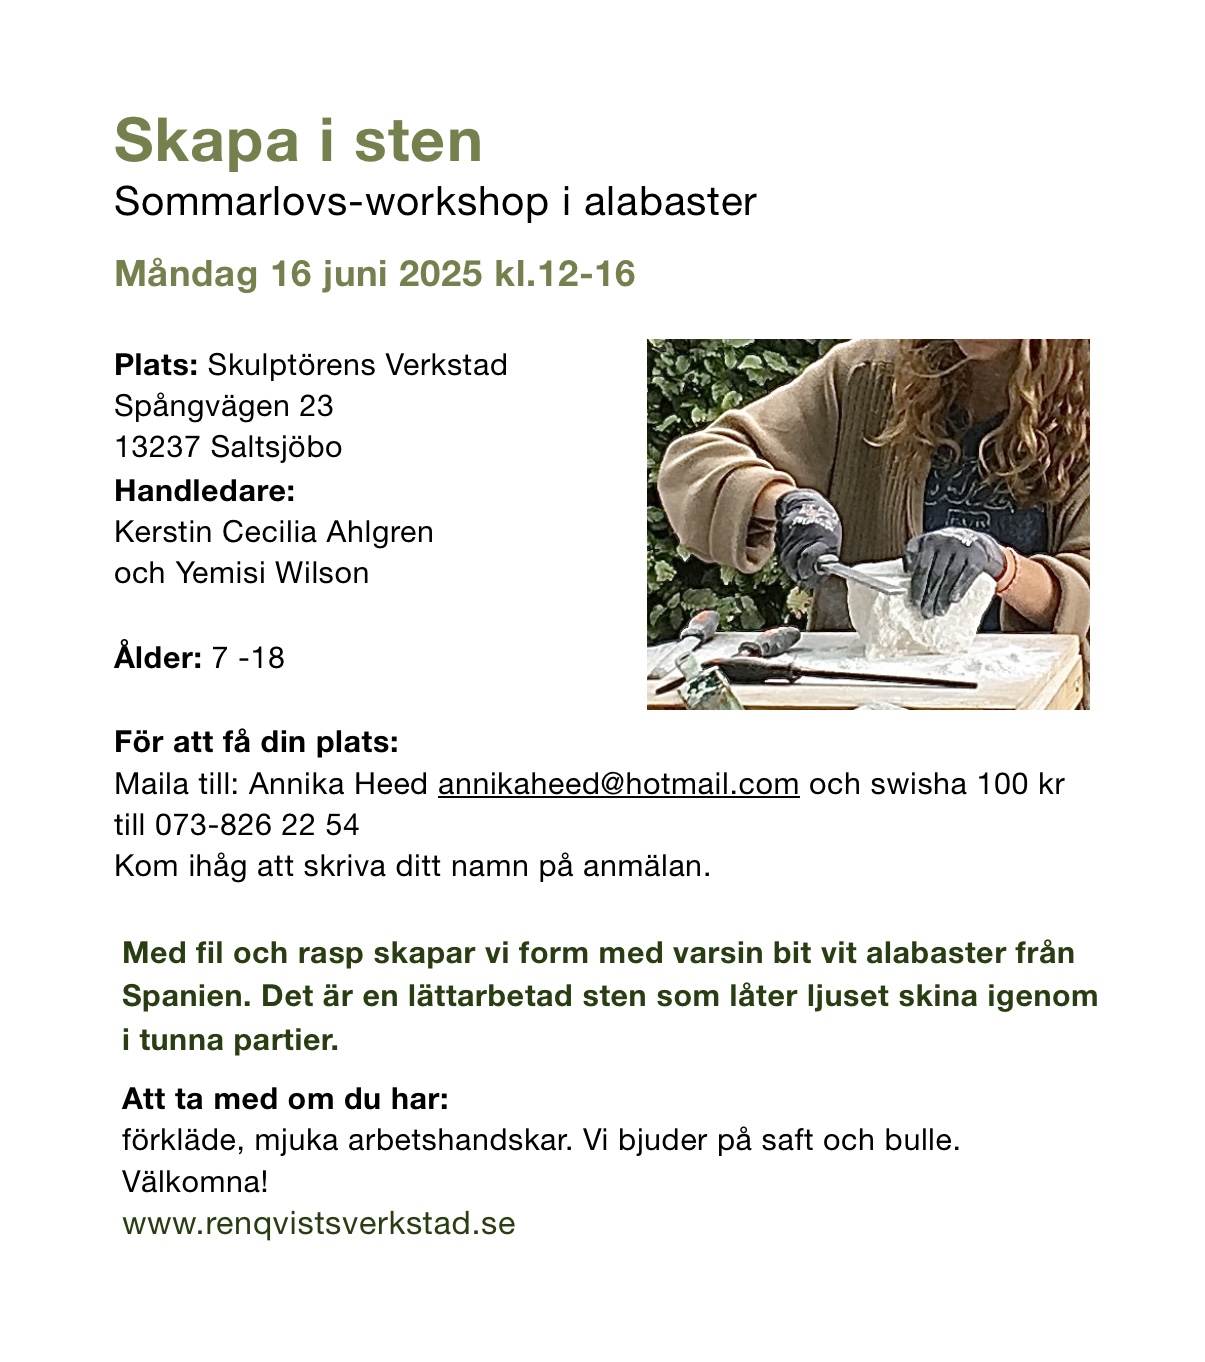 Skapa i sten
Sommarlovs-workshop i alabaster
Måndag 16 juni 2025 kl.12-16
Plats: Skulptörens Verkstad
Spångvägen 23
13237 Saltsjöbo
Handledare:
Kerstin Cecilia Ahlgren
och Yemisi Wilson
Ålder: 7 -18
För att få din plats:
Maila till: Annika Heed annikaheed@hotmail.com och swisha 100 kr
till 073-826 22 54
Kom ihåg att skriva ditt namn på anmälan.
Med fil och rasp skapar vi form med varsin bit vit alabaster från
Spanien. Det är en lättarbetad sten som låter ljuset skina igenom
i tunna partier.
Att ta med om du har:
förkläde, mjuka arbetshandskar. Vi bjuder på saft och bulle.
Välkomna!
www.renqvistsverkstad.se